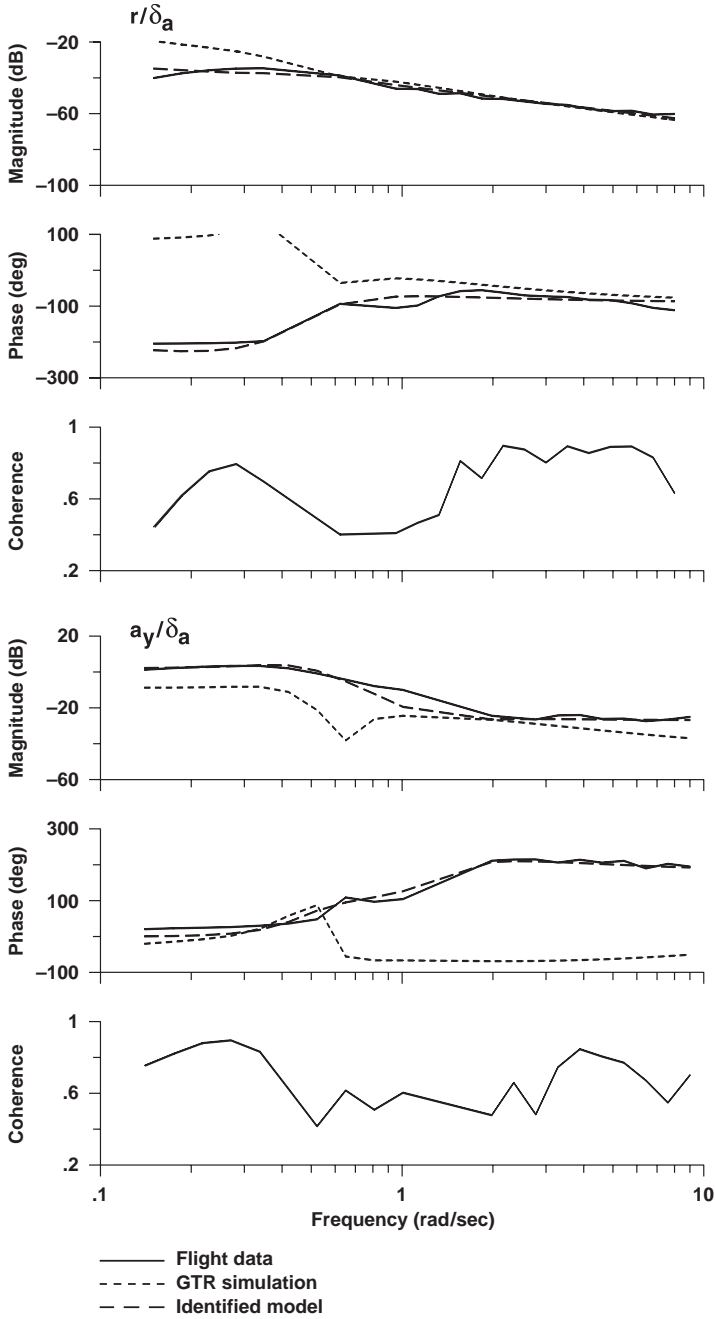 r/δa
Magnitude (dB)
–20
–60
–100
Phase (deg)
100
–100
–300
Coherence
1
.6
.2
ay/δa
Magnitude (dB)
20
–20
–60
Phase (deg)
300
100
–100
Coherence
1
.6
.2
.1
1
10
Frequency (rad/sec)
Flight data
GTR simulation
Identified model